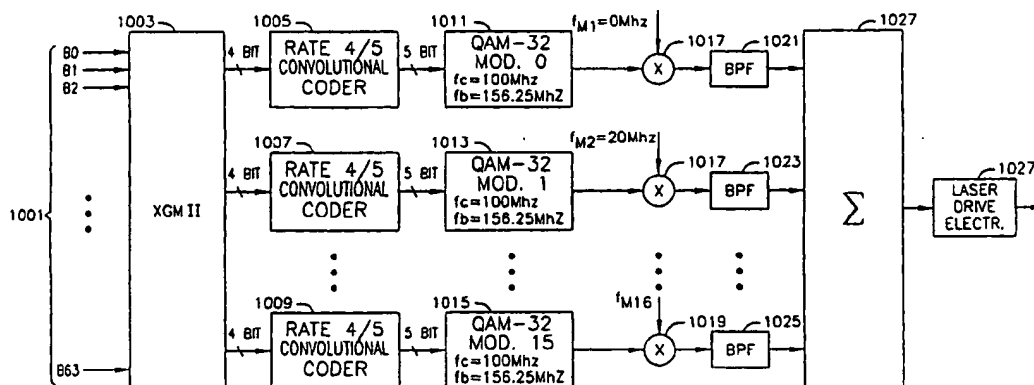 1001
B0
B1
B2
B63
1003
XGM II
4 BIT
1005
RATE 4/5
CONVOLUTIONAL
CODER
5 BIT
1011
QAM-32
MOD. 0
fc=100Mhz
fb=156.25MhZ
fM1=0Mhz
1017
X
1021
BPF
4 BIT
1007
RATE 4/5
CONVOLUTIONAL
CODER
5 BIT
1013
QAM-32
MOD. 1
fc=100Mhz
fb=156.25MhZ
fM2=20Mhz
1017
X
1023
BPF
4 BIT
1009
RATE 4/5
CONVOLUTIONAL
CODER
5 BIT
1015
QAM-32
MOD. 15
fc=100Mhz
fb=156.25MhZ
fM16
1019
X
1025
BPF
1027
Σ
1027
LASER
DRIVE
ELECTR.